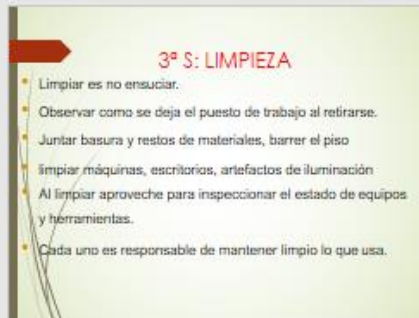 3ª S: LIMPIEZA
Limpiar es no ensuciar.
Observar como se deja el puesto de trabajo al retirarse.
Juntar basura y restos de materiales, barrer el piso
limpiar máquinas, escritorios, artefactos de iluminación
Al limpiar aproveche para inspeccionar el estado de equipos
y herramientas.
Cada uno es responsable de mantener limpio lo que usa.